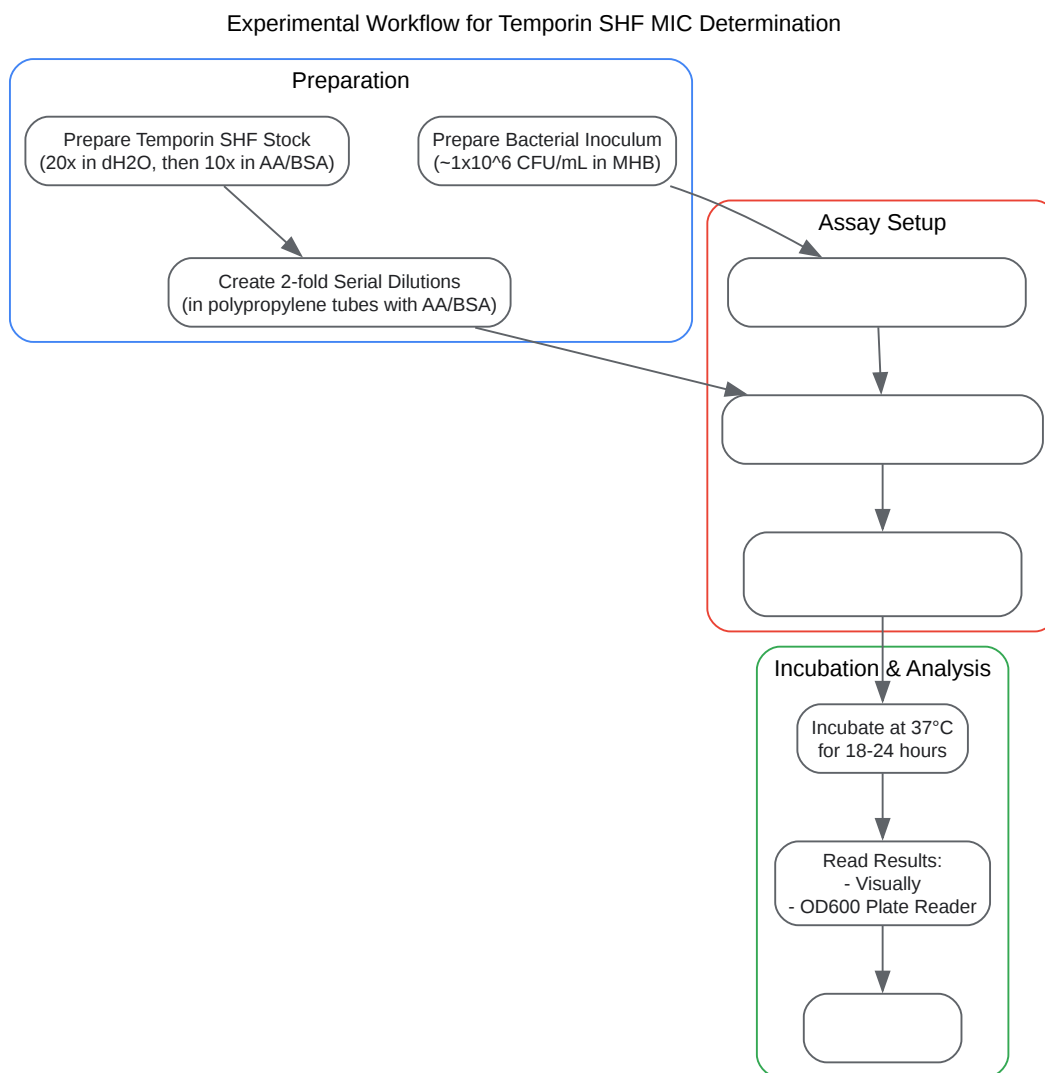 Experimental Workflow for Temporin SHF MIC Determination
Preparation
Prepare Temporin SHF Stock
(20x in dH2O, then 10x in AA/BSA)
Prepare Bacterial Inoculum
(~1x10^6 CFU/mL in MHB)
Create 2-fold Serial Dilutions
(in polypropylene tubes with AA/BSA)
Assay Setup
Incubation & Analysis
Incubate at 37°C
for 18-24 hours
Read Results:
- Visually
- OD600 Plate Reader